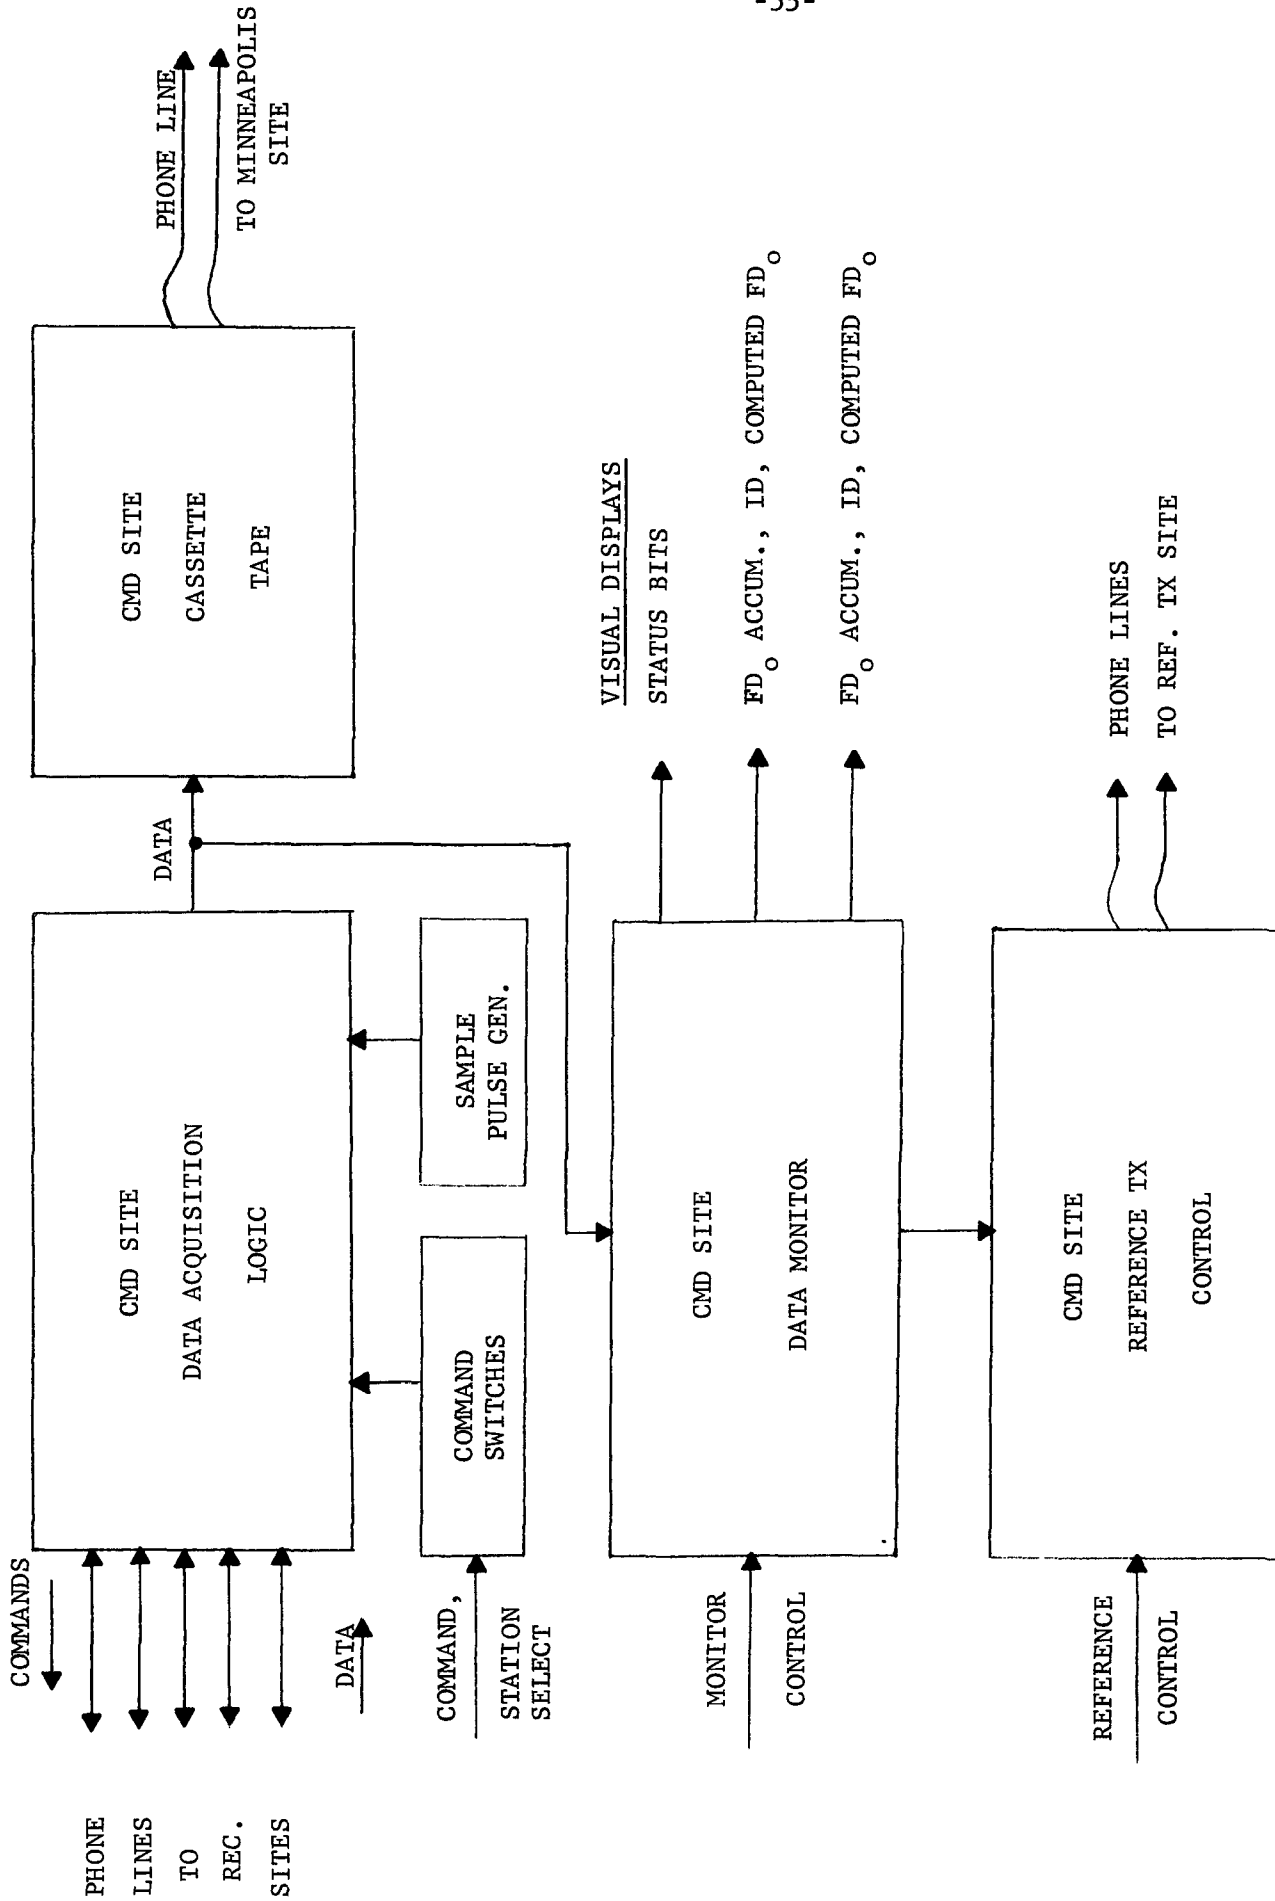 COMMANDS
PHONE
LINES
TO
REC.
SITES
DATA
CMD SITE
DATA ACQUISITION
LOGIC
DATA
CMD SITE
CASSETTE
TAPE
PHONE LINE
TO MINNEAPOLIS
SITE
COMMAND,
STATION
SELECT
COMMAND
SWITCHES
SAMPLE
PULSE GEN.
MONITOR
CONTROL
CMD SITE
DATA MONITOR
VISUAL DISPLAYS
STATUS BITS
FDO ACCUM., ID, COMPUTED FDO
FDO ACCUM., ID, COMPUTED FDO
REFERENCE
CONTROL
CMD SITE
REFERENCE TX
CONTROL
PHONE LINES
TO REF. TX SITE